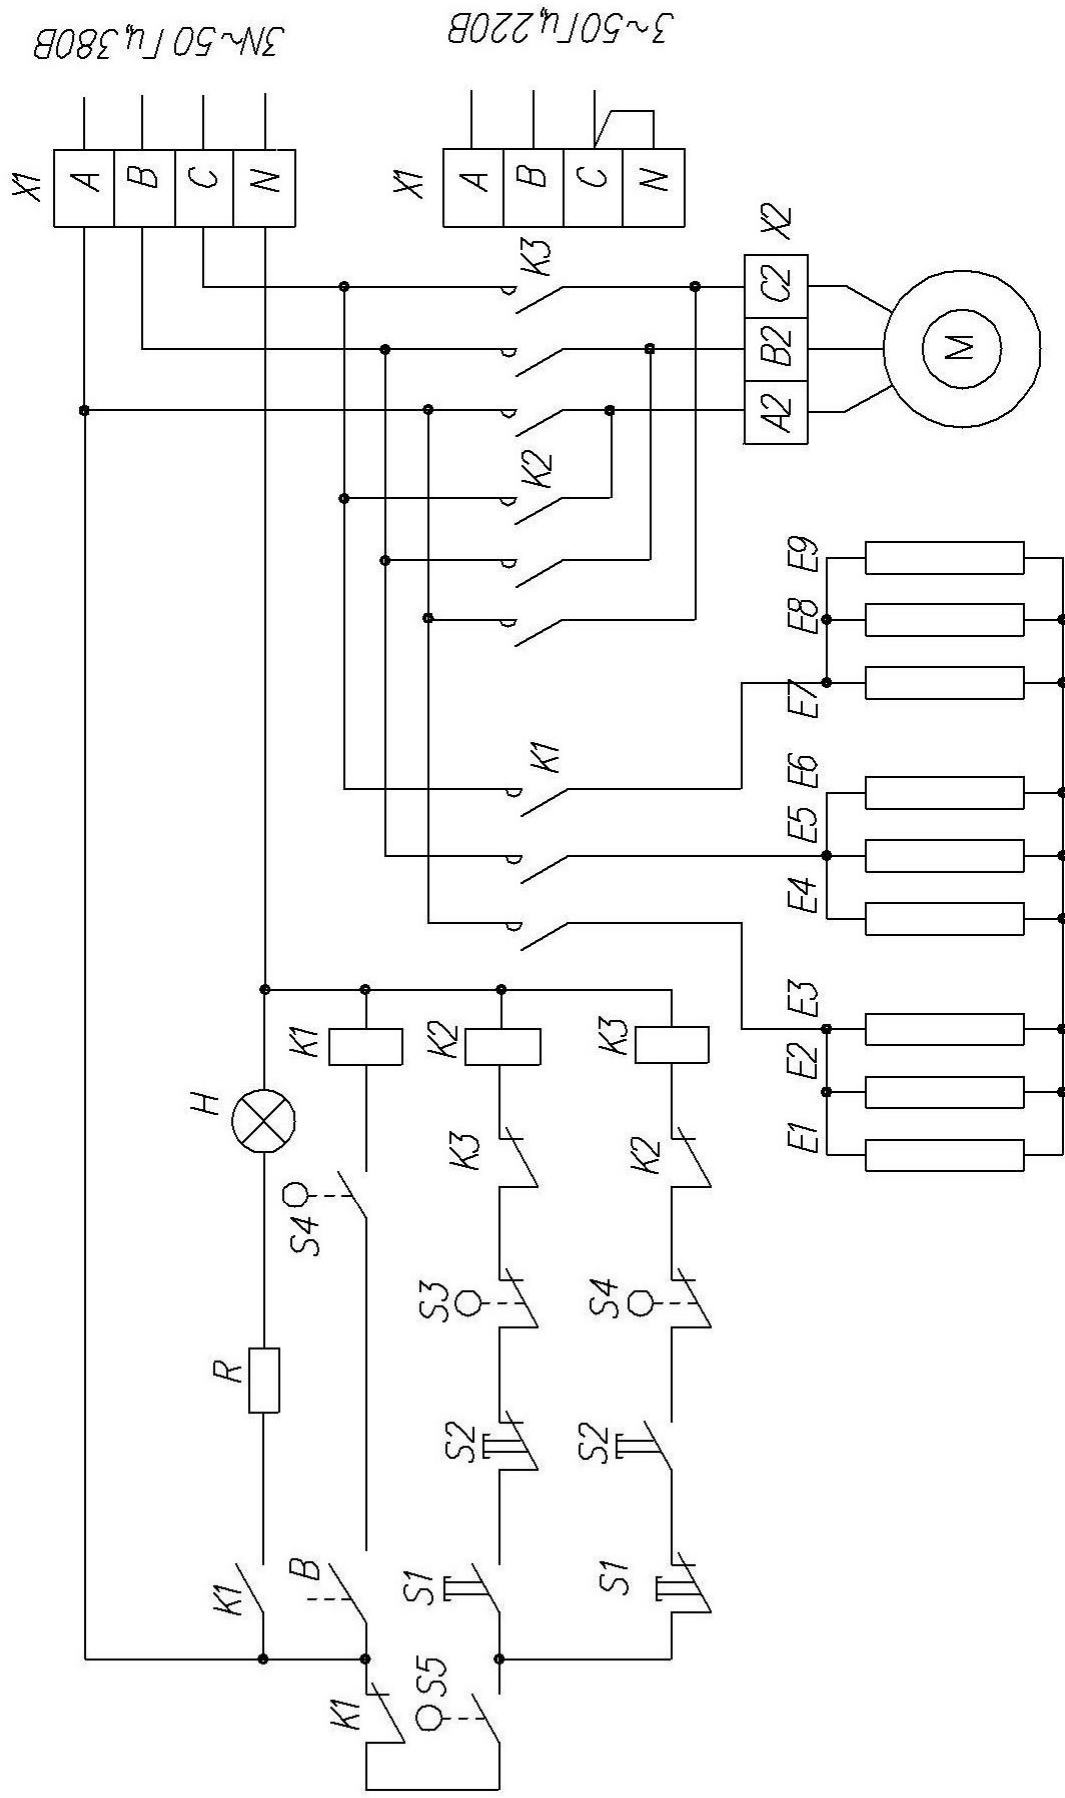 3N~50 Гц,380В
3~50Гц,220В
X1
A
B
C
N
X1
A
B
C
N
K3
X2
C2
B2
A2
M
K2
K1
E9
E8
E7
E6
E5
E4
E3
E2
E1
H
K1
K2
K3
S4
K3
K2
R
S3
S4
S2
S2
K1
B
S1
S1
K1
S5